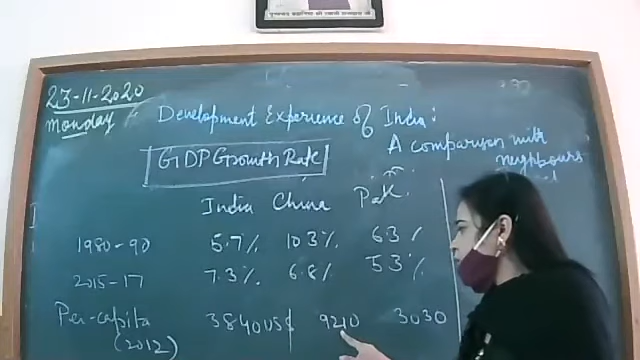 23-11-2020
Monday
Development Experience of India:
A comparison with
neighbours
GDP Growth Rate
India China Pak.
1980-90 5.7% 10.3% 6.3%
2015-17 7.3% 6.8% 5.3%
Per-capita 3840US$ 9210 3030
(2012)